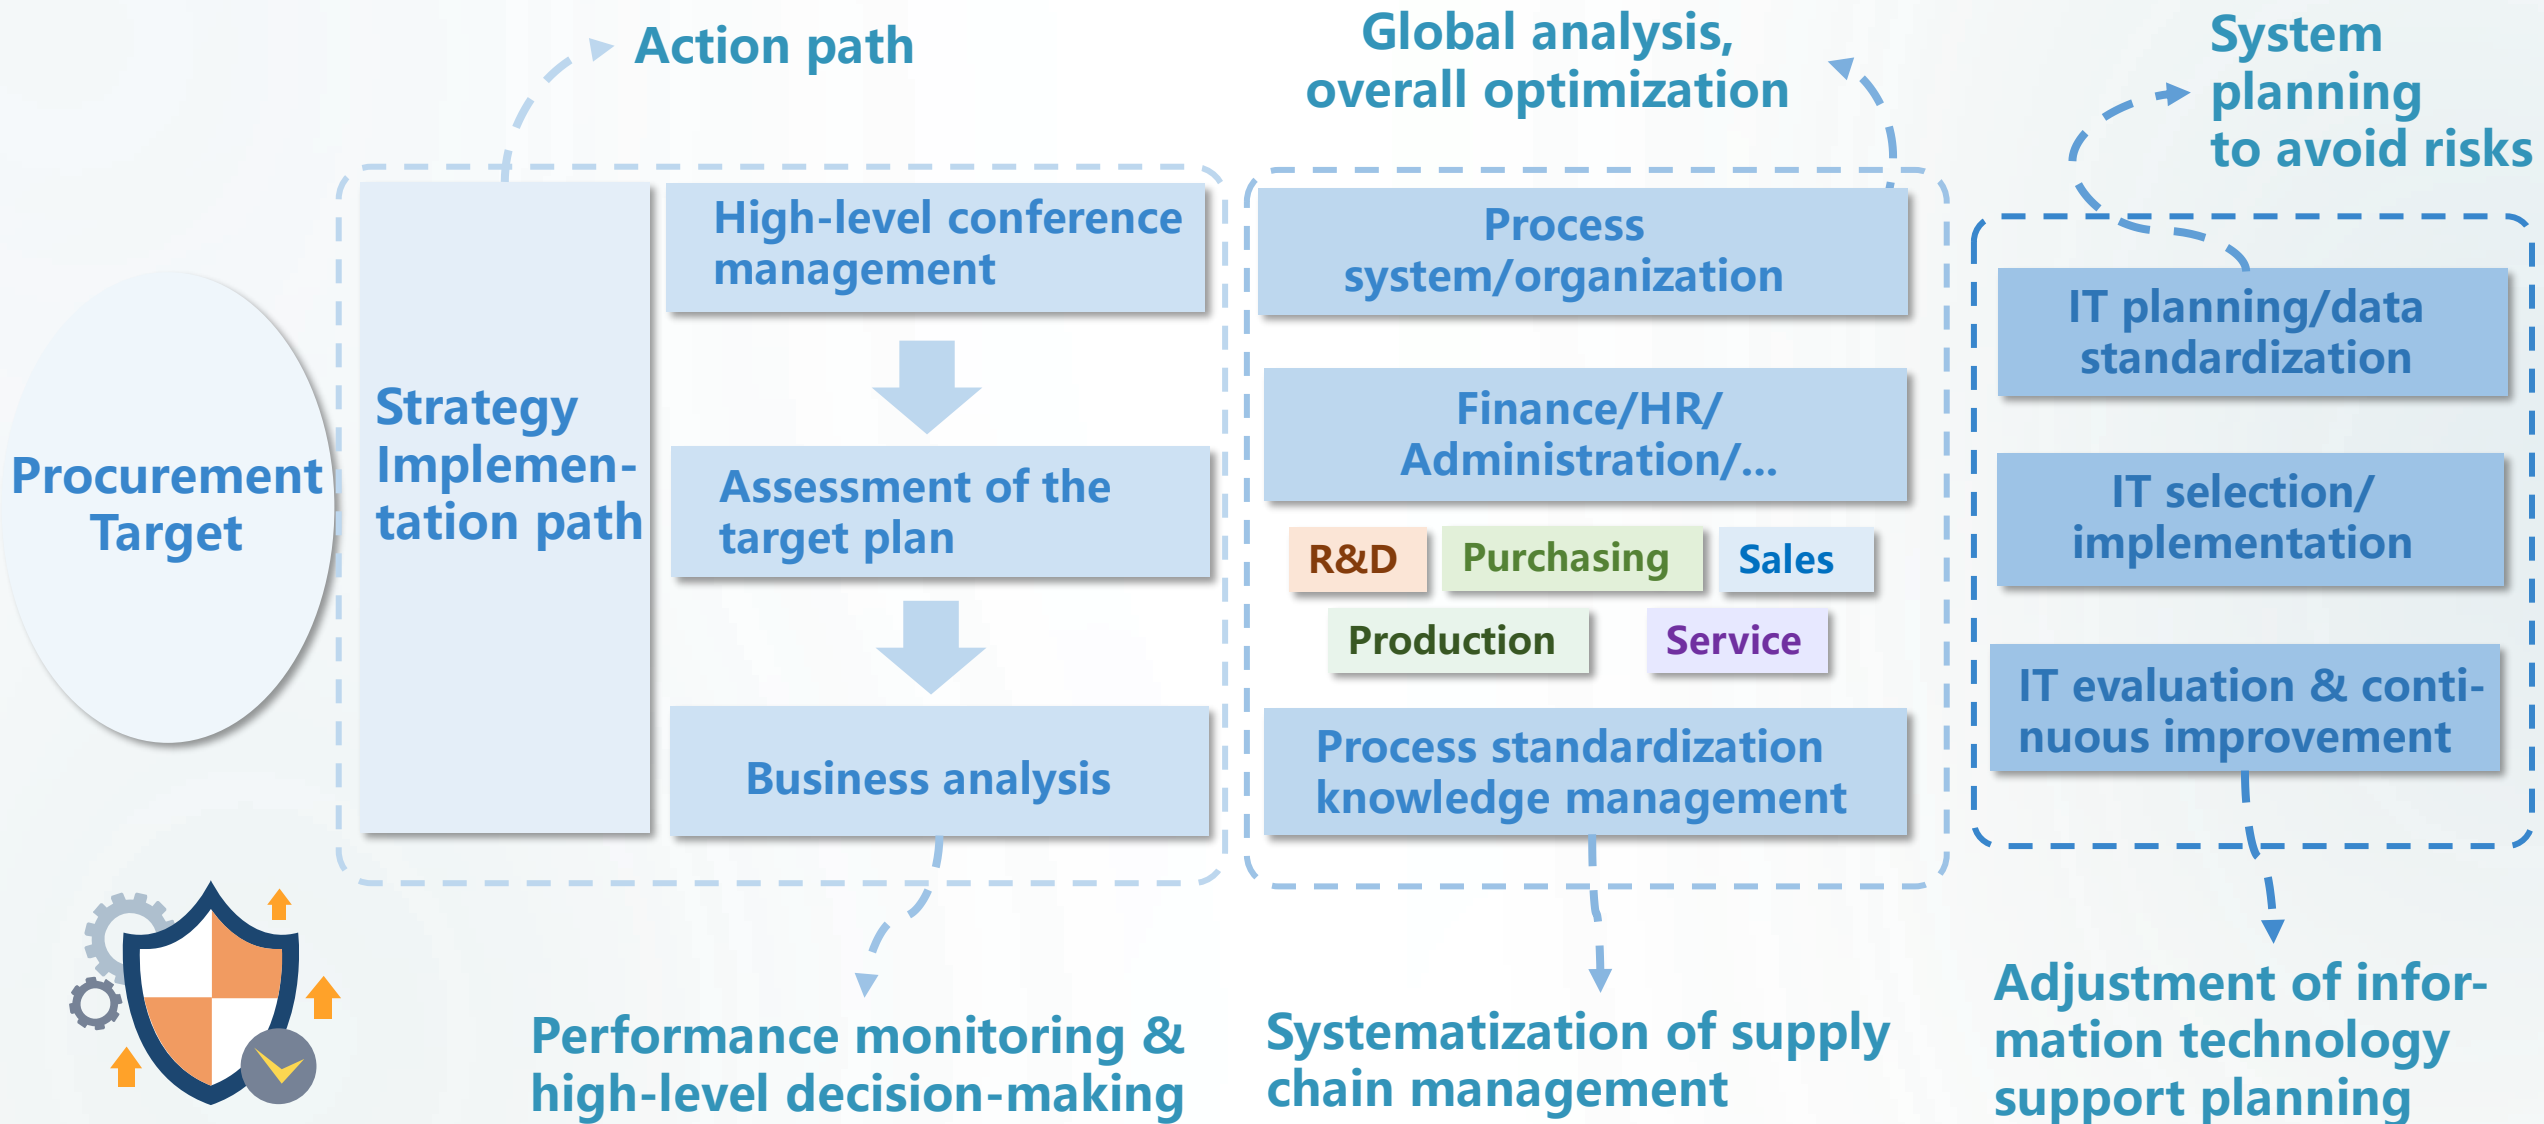 Action path
Global analysis,
overall optimization
System
planning
to avoid risks
Procurement
Target
Strategy
Implemen-
tation path
High-level conference
management
Assessment of the
target plan
Business analysis
Process
system/organization
Finance/HR/
Administration/...
R&D
Purchasing
Sales
Production
Service
Process standardization
knowledge management
IT planning/data
standardization
IT selection/
implementation
IT evaluation & conti-
nuous improvement
Performance monitoring &
high-level decision-making
Systematization of supply
chain management
Adjustment of infor-
mation technology
support planning